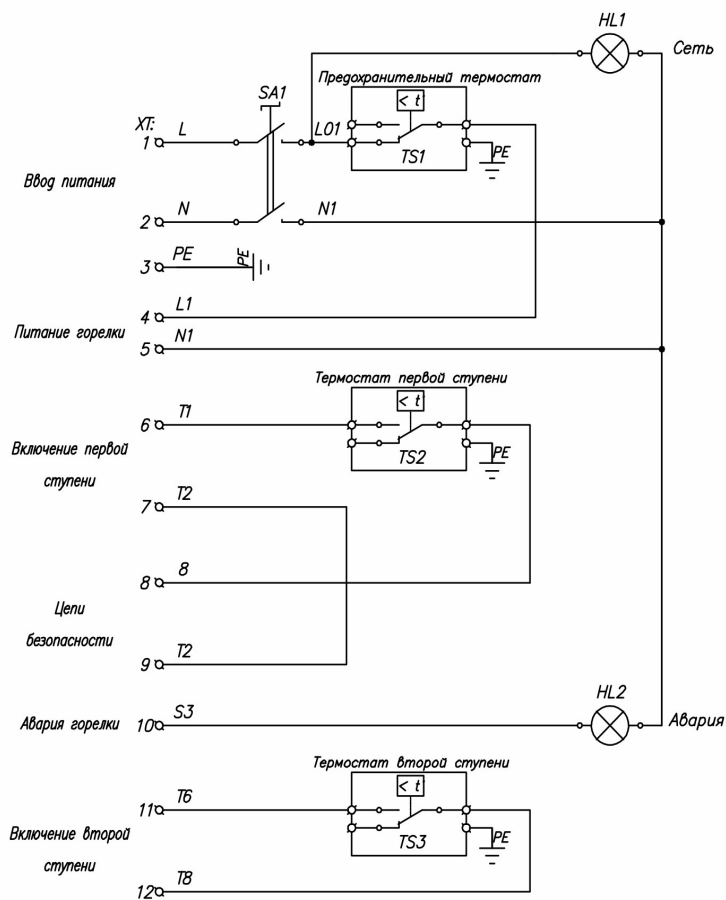 HL1
Сеть
Предохранительный термостат
SA1
< t
XT:
1 L
L01
TS1
PE
Ввод питания
2 N
N1
3 PE
PE
4 L1
Питание горелки
5 N1
Термостат первой ступени
< t
6 T1
Включение первой
ступени
TS2
PE
7 T2
8 8
Цепи
безопасности
9 T2
HL2
Авария горелки
10 S3
Авария
Термостат второй ступени
< t
11 T6
Включение второй
ступени
TS3
PE
12 T8